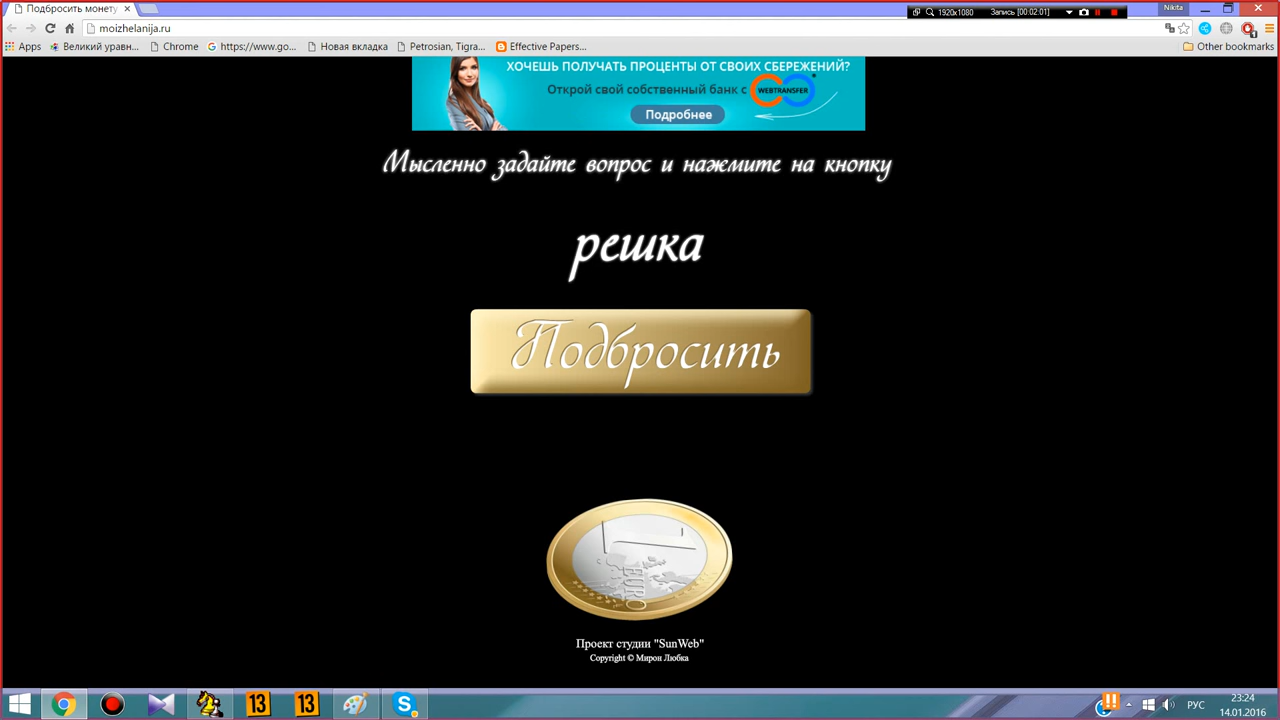 Подбросить монету
1920x1080
Запись [00:02:01]
Nikita
moizhelanija.ru
Apps
Великий уравн...
Chrome
https://www.go...
Новая вкладка
Petrosian, Tigra...
Effective Papers...
Other bookmarks
ХОЧЕШЬ ПОЛУЧАТЬ ПРОЦЕНТЫ ОТ СВОИХ СБЕРЕЖЕНИЙ?
Открой свой собственный банк с
WEBTRANSFER
Подробнее
Мысленно задайте вопрос и нажмите на кнопку
решка
Подбросить
1
EURO
Проект студии "SunWeb"
Copyright © Мирон Любка
13
13
РУС
23:24
14.01.2016